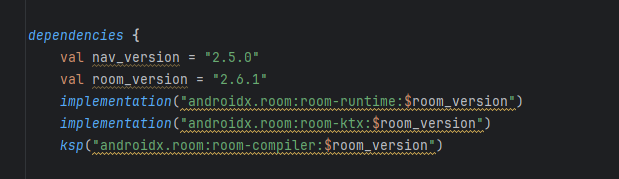 dependencies {
val nav_version = "2.5.0"
val room_version = "2.6.1"
implementation("androidx.room:room-runtime:$room_version")
implementation("androidx.room:room-ktx:$room_version")
ksp("androidx.room:room-compiler:$room_version")